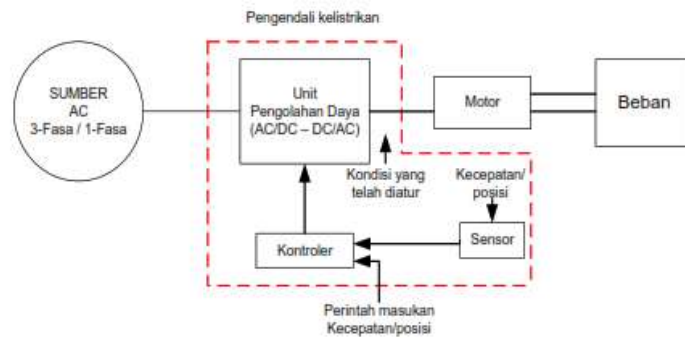 Pengendali kelistrikan
SUMBER
AC
3-Fasa / 1-Fasa
Unit
Pengolahan Daya
(AC/DC – DC/AC)
Motor
Beban
Kondisi yang
telah diatur
Kecepatan/
posisi
Kontroler
Sensor
Perintah masukan
Kecepatan/posisi